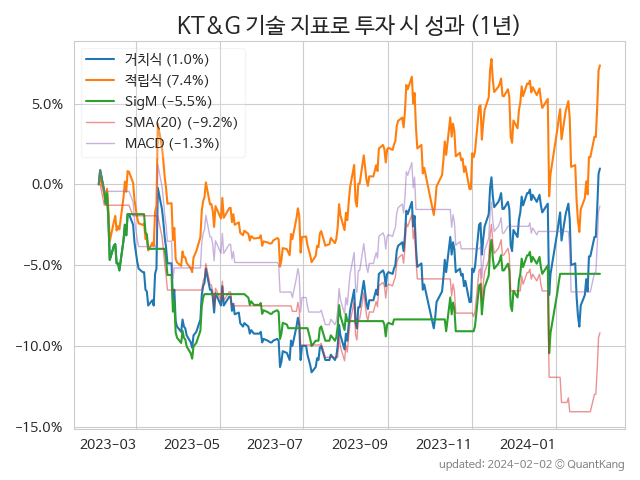 KT&G 기술 지표로 투자 시 성과 (1년)
거치식 (1.0%)
적립식 (7.4%)
SigM (−5.5%)
SMA(20) (−9.2%)
MACD (−1.3%)
5.0%
0.0%
−5.0%
−10.0%
−15.0%
2023-03 2023-05 2023-07 2023-09 2023-11 2024-01
updated: 2024-02-02 © QuantKang